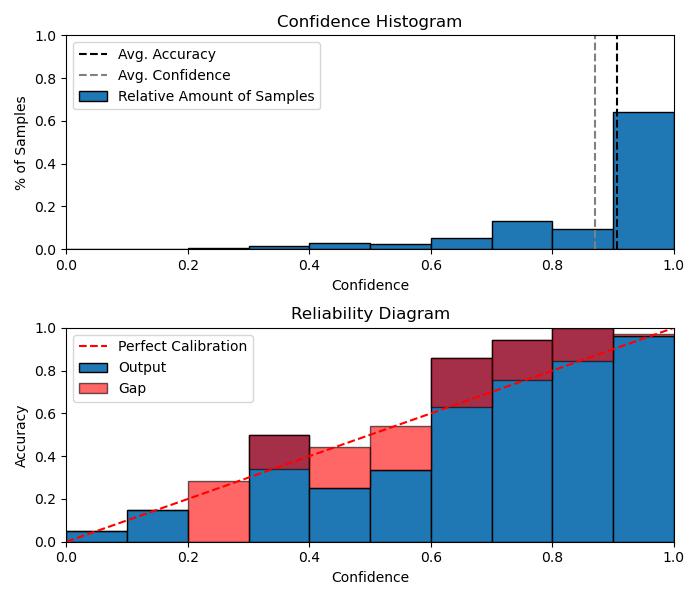 Confidence Histogram
1.0
0.8
0.6
0.4
0.2
0.0
% of Samples
Avg. Accuracy
Avg. Confidence
Relative Amount of Samples
0.0 0.2 0.4 0.6 0.8 1.0
Confidence
Reliability Diagram
1.0
0.8
0.6
0.4
0.2
0.0
Accuracy
Perfect Calibration
Output
Gap
0.0 0.2 0.4 0.6 0.8 1.0
Confidence